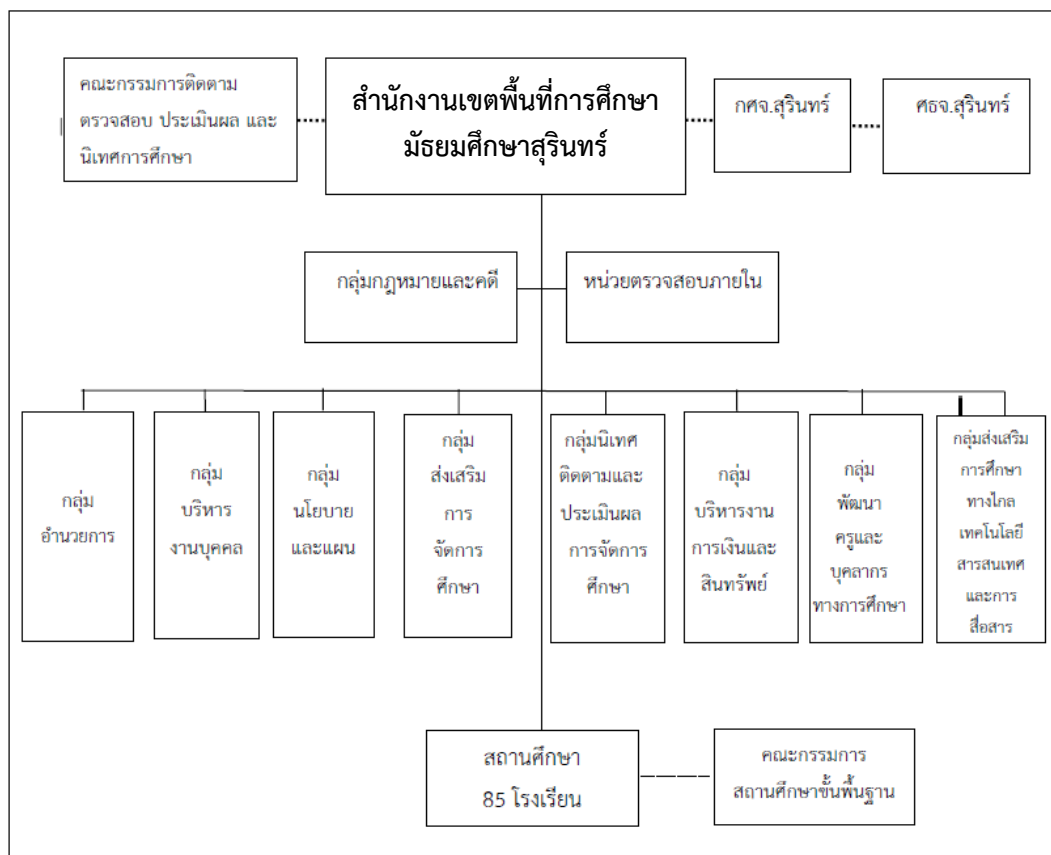 คณะกรรมการติดตาม
ตรวจสอบ ประเมินผล และ
นิเทศการศึกษา
สำนักงานเขตพื้นที่การศึกษา
มัธยมศึกษาสุรินทร์
กศจ.สุรินทร์
ศธจ.สุรินทร์
กลุ่มกฎหมายและคดี
หน่วยตรวจสอบภายใน
กลุ่ม
อำนวยการ
กลุ่ม
บริหาร
งานบุคคล
กลุ่ม
นโยบาย
และแผน
กลุ่ม
ส่งเสริม
การ
จัดการ
ศึกษา
กลุ่มนิเทศ
ติดตามและ
ประเมินผล
การจัดการ
ศึกษา
กลุ่ม
บริหารงาน
การเงินและ
สินทรัพย์
กลุ่ม
พัฒนา
ครูและ
บุคลากร
ทางการศึกษา
กลุ่มส่งเสริม
การศึกษา
ทางไกล
เทคโนโลยี
สารสนเทศ
และการ
สื่อสาร
สถานศึกษา
85 โรงเรียน
คณะกรรมการ
สถานศึกษาขั้นพื้นฐาน